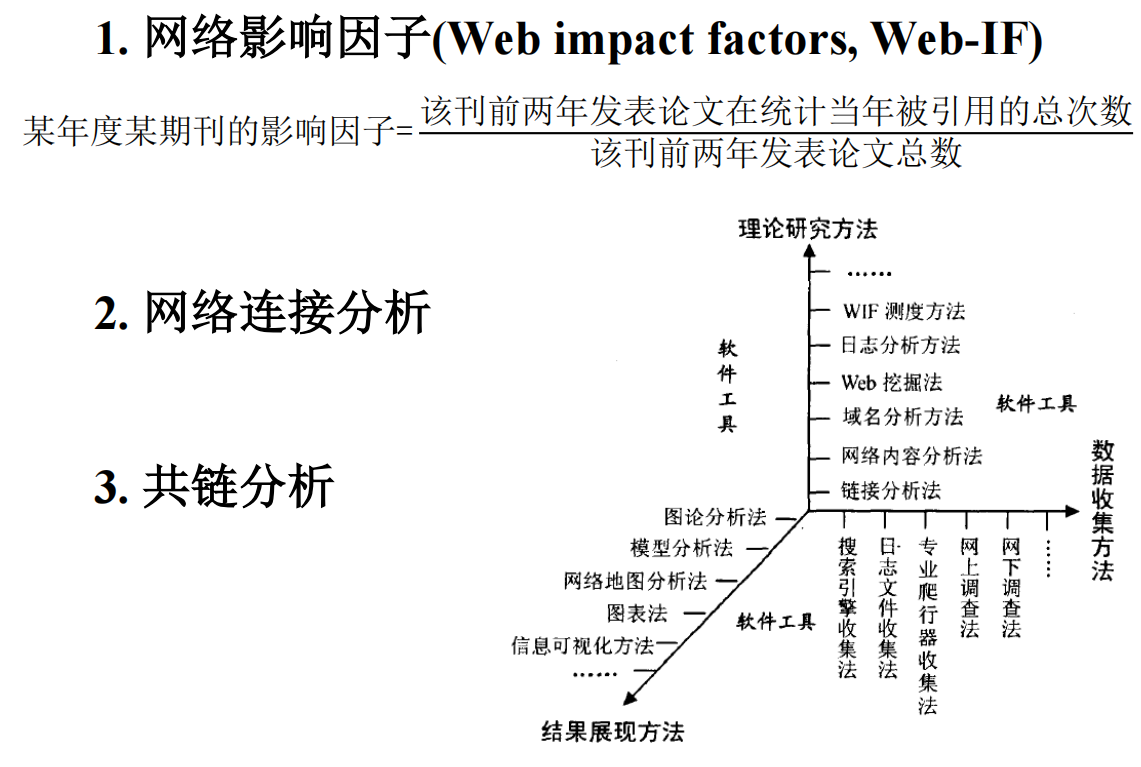 1. 网络影响因子(Web impact factors, Web-IF)
某年度某期刊的影响因子=
该刊前两年发表论文在统计当年被引用的总次数
该刊前两年发表论文总数
2. 网络连接分析
3. 共链分析
理论研究方法
……
WIF 测度方法
日志分析方法
Web 挖掘法
域名分析方法
网络内容分析法
链接分析法
软件工具
软件工具
数据收集方法
搜索引擎收集法
日志文件收集法
专业爬行器收集法
网上调查法
网下调查法
……
图论分析法
模型分析法
网络地图分析法
图表法
信息可视化方法
……
软件工具
结果展现方法